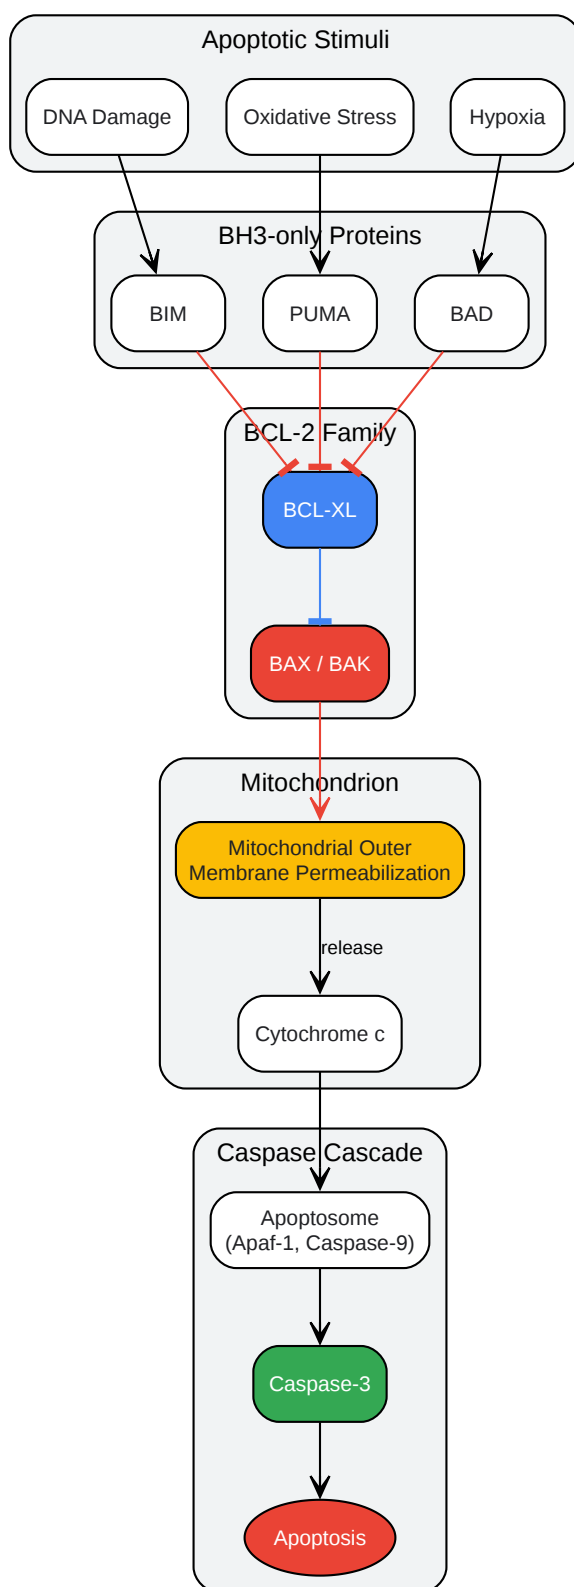 Apoptotic Stimuli
DNA Damage
Oxidative Stress
Hypoxia
BH3-only Proteins
BIM
PUMA
BAD
BCL-2 Family
BCL-XL
BAX / BAK
Mitochondrion
Mitochondrial Outer
Membrane Permeabilization
release
Cytochrome c
Caspase Cascade
Apoptosome
(Apaf-1, Caspase-9)
Caspase-3
Apoptosis